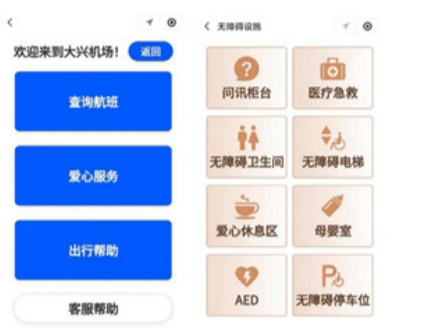 欢迎来到大兴机场！
返回
查询航班
爱心服务
出行帮助
客服帮助
无障碍设施
问讯柜台
医疗急救
无障碍卫生间
无障碍电梯
爱心休息区
母婴室
AED
P
无障碍停车位